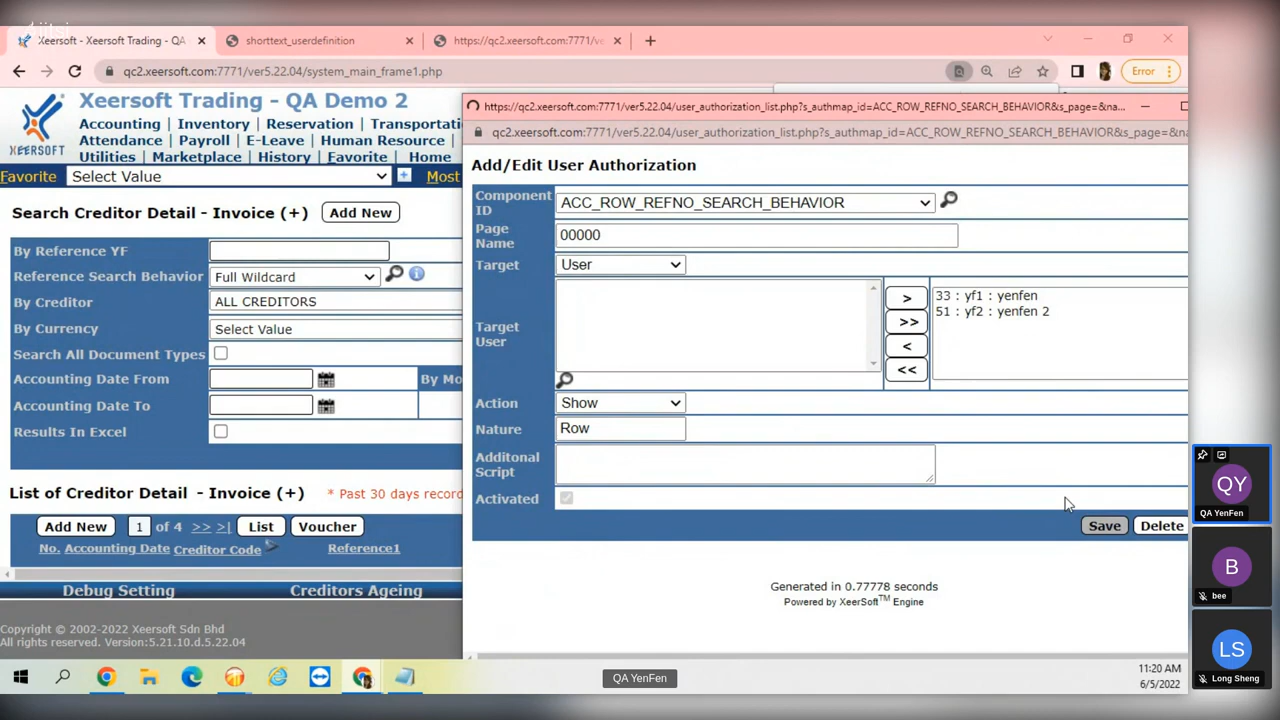 jitsi
Xeersoft - Xeersoft Trading - QA
shorttext_userdefinition
https://qc2.xeersoft.com:7771/ve
qc2.xeersoft.com:7771/ver5.22.04/system_main_frame1.php
Error
Xeersoft Trading - QA Demo 2
Accounting | Inventory | Reservation | Transportat
Attendance | Payroll | E-Leave | Human Resource |
Utilities | Marketplace | History | Favorite | Home
XEERSOFT
Favorite
Select Value
Most
Search Creditor Detail - Invoice (+)
Add New
By Reference YF
Reference Search Behavior
Full Wildcard
By Creditor
ALL CREDITORS
By Currency
Select Value
Search All Document Types
Accounting Date From
By Mo
Accounting Date To
Results In Excel
List of Creditor Detail - Invoice (+)
* Past 30 days record
Add New
1 of 4 >> >|
List
Voucher
No. Accounting Date Creditor Code
Reference1
Debug Setting
Creditors Ageing
Copyright © 2002-2022 Xeersoft Sdn Bhd
All rights reserved. Version:5.21.10.d.5.22.04
https://qc2.xeersoft.com:7771/ver5.22.04/user_authorization_list.php?s_authmap_id=ACC_ROW_REFNO_SEARCH_BEHAVIOR&s_page=&na...
qc2.xeersoft.com:7771/ver5.22.04/user_authorization_list.php?s_authmap_id=ACC_ROW_REFNO_SEARCH_BEHAVIOR&s_page=&na
Add/Edit User Authorization
Component ID
ACC_ROW_REFNO_SEARCH_BEHAVIOR
Page Name
00000
Target
User
Target User
>
>>
<
<<
33 : yf1 : yenfen
51 : yf2 : yenfen 2
Action
Show
Nature
Row
Additonal Script
Activated
Save
Delete
Generated in 0.77778 seconds
Powered by XeerSoft™ Engine
QY
QA YenFen
B
bee
LS
Long Sheng
QA YenFen
11:20 AM
6/5/2022